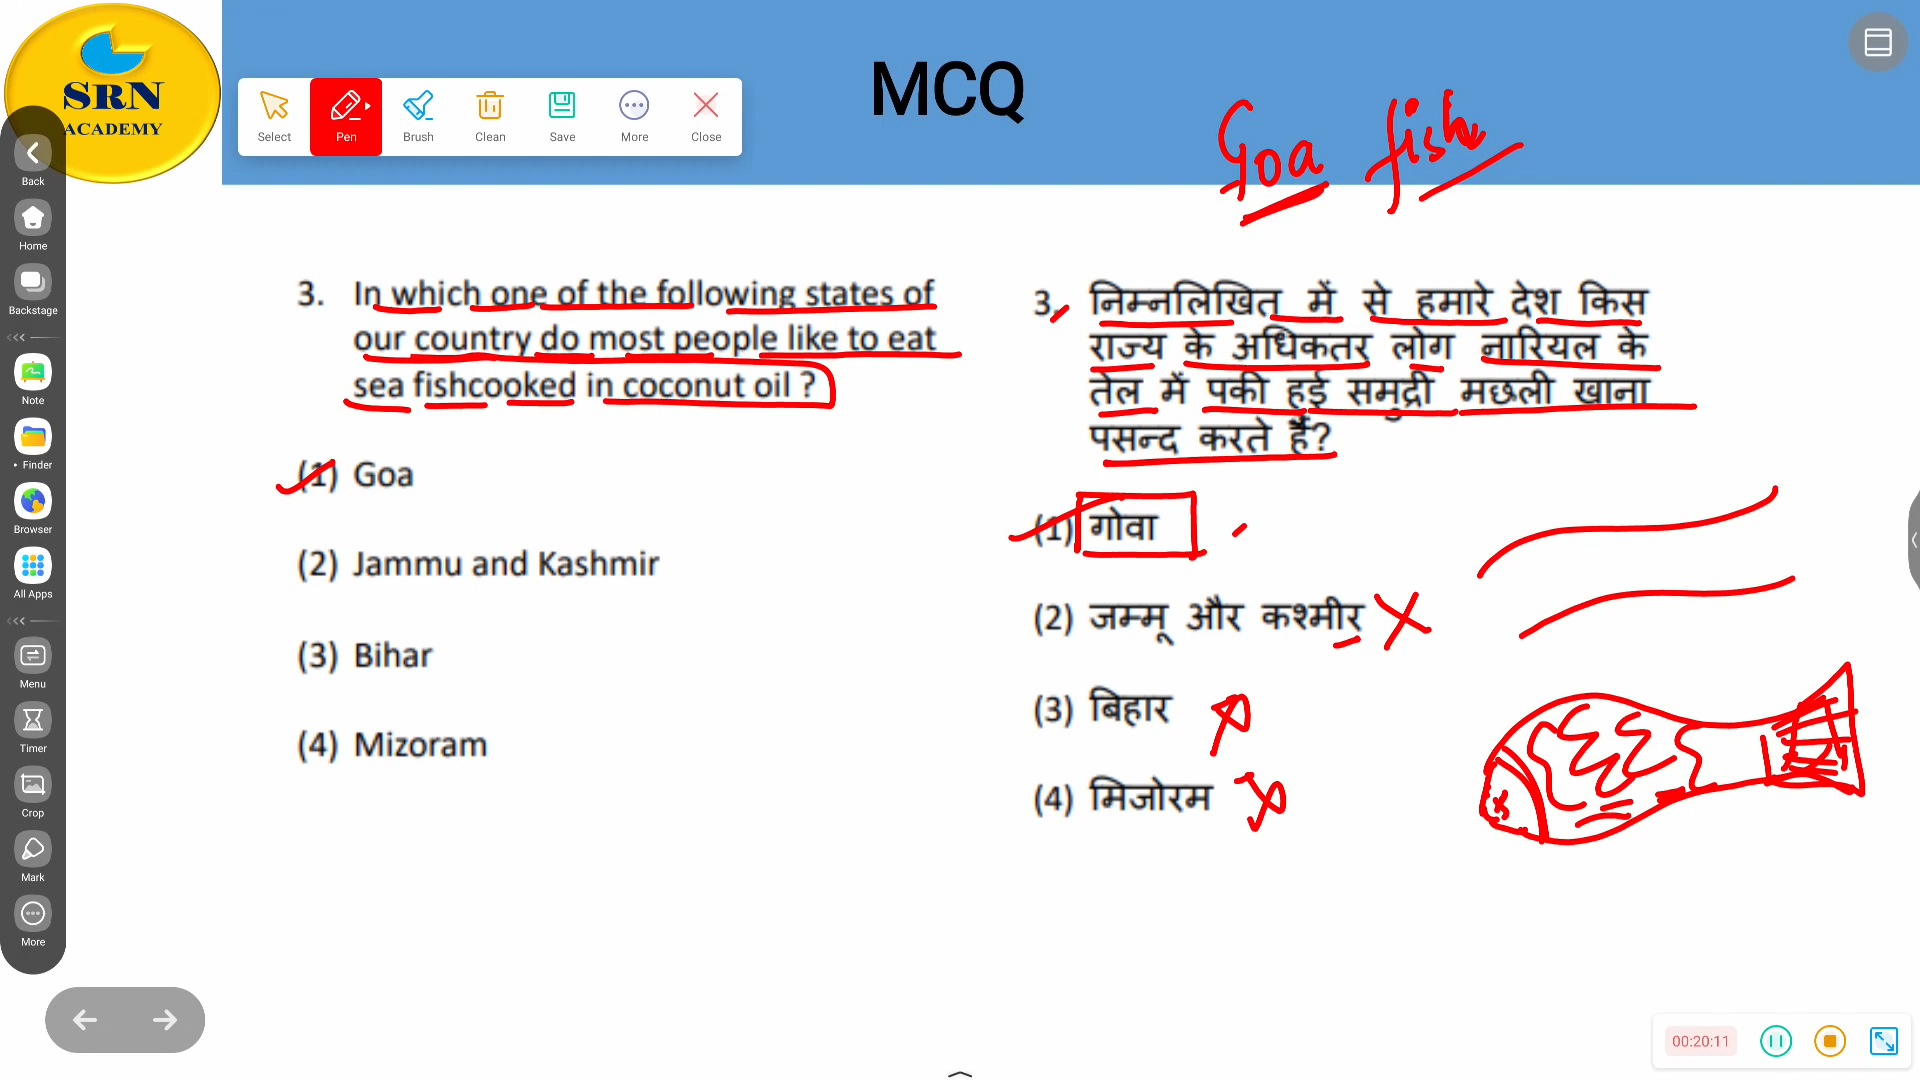 SRN
ACADEMY
MCQ
Select
Pen
Brush
Clean
Save
More
Close
Goa fish
Back
Home
Backstage
Note
Finder
Browser
All Apps
Menu
Timer
Crop
Mark
More
3. In which one of the following states of
our country do most people like to eat
sea fishcooked in coconut oil ?
(1) Goa
(2) Jammu and Kashmir
(3) Bihar
(4) Mizoram
3. निम्नलिखित में से हमारे देश किस
राज्य के अधिकतर लोग नारियल के
तेल में पकी हुई समुद्री मछली खाना
पसन्द करते हैं?
(1) गोवा
(2) जम्मू और कश्मीर
(3) बिहार
(4) मिजोरम
00:20:11